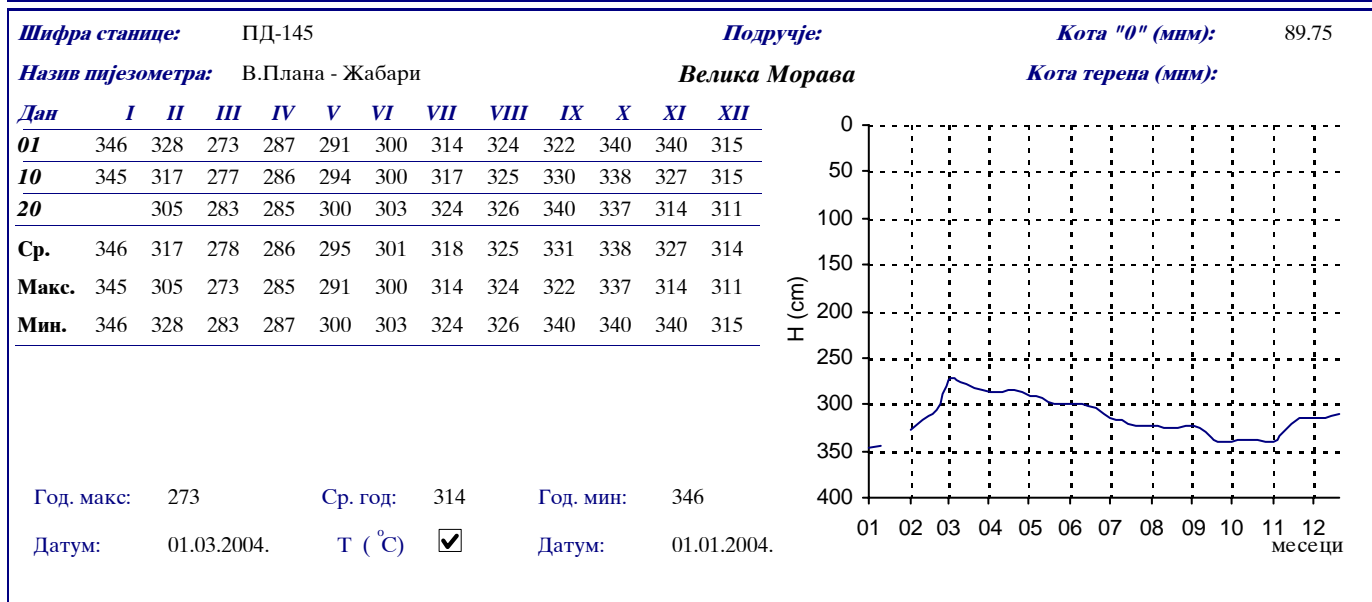 Шифра станице: ПД-145 Подручје: Кота "0" (мнм): 89.75
Назив пијезометра: В.Плана - Жабари Велика Морава Кота терена (мнм):
Дан I II III IV V VI VII VIII IX X XI XII
01 346 328 273 287 291 300 314 324 322 340 340 315
10 345 317 277 286 294 300 317 325 330 338 327 315
20 305 283 285 300 303 324 326 340 337 314 311
Ср. 346 317 278 286 295 301 318 325 331 338 327 314
Макс. 345 305 273 285 291 300 314 324 322 337 314 311
Мин. 346 328 283 287 300 303 324 326 340 340 340 315
0
50
100
150
200
250
300
350
400
H (cm)
01 02 03 04 05 06 07 08 09 10 11 12
месеци
Год. макс: 273 Ср. год: 314 Год. мин: 346
Датум: 01.03.2004. Т ( °C) Датум: 01.01.2004.